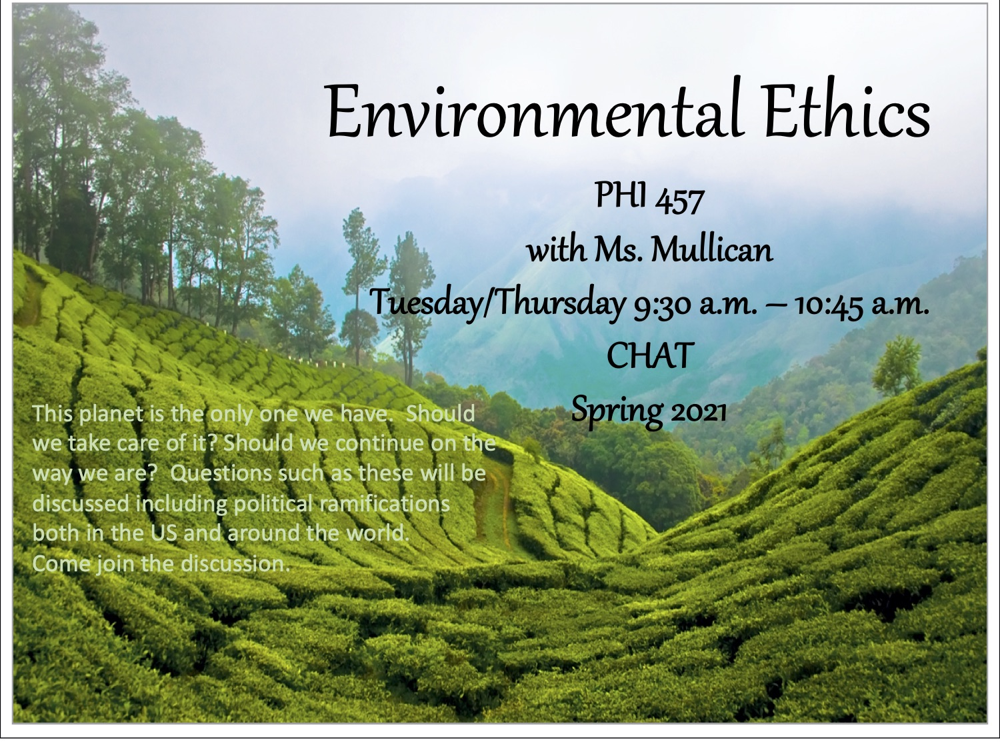 Environmental Ethics
PHI 457
with Ms. Mullican
Tuesday/Thursday 9:30 a.m. – 10:45 a.m.
CHAT
Spring 2021
This planet is the only one we have.  Should
we take care of it? Should we continue on the
way we are?  Questions such as these will be
discussed including political ramifications
both in the US and around the world.
Come join the discussion.